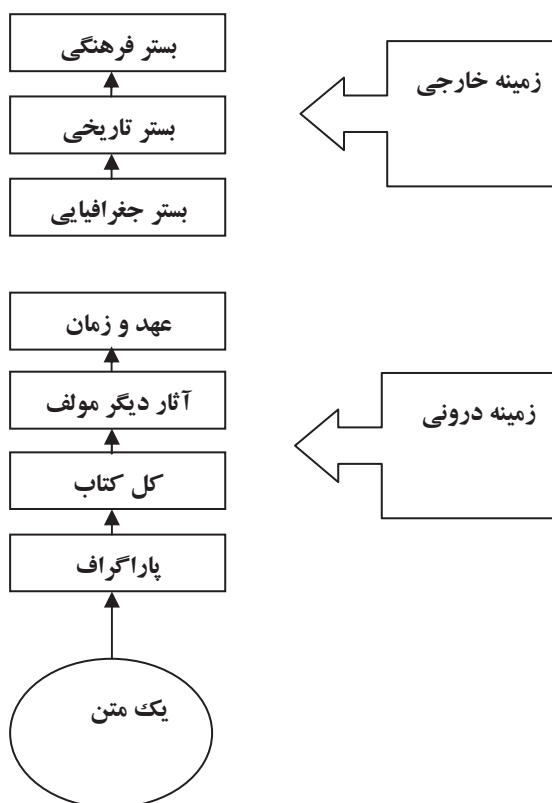 بستر فرهنگی
زمینه خارجی
بستر تاریخی
بستر جغرافیایی
عهد و زمان
آثار دیگر مولف
زمینه درونی
کل کتاب
پاراگراف
یک متن